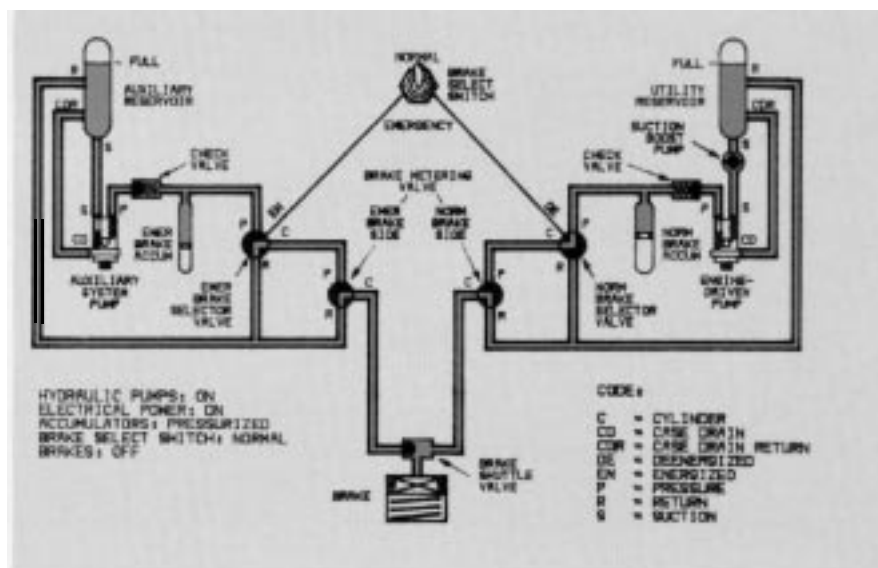 NORMAL
BRAKE
SELECT
SWITCH
EMERGENCY
R
FULL
AUXILIARY
RESERVOIR
CDR
S
CHECK
VALVE
S
P
CD
AUXILIARY
SYSTEM
PUMP
EMER
BRAKE
ACCUM
EN
P
C
R
EMER
BRAKE
SELECTOR
VALVE
BRAKE METERING
VALVE
EMER
BRAKE
SIDE
NORM
BRAKE
SIDE
P
C
R
P
C
R
DE
P
C
R
NORM
BRAKE
SELECTOR
VALVE
FULL
R
UTILITY
RESERVOIR
CDR
SUCTION
BOOST
PUMP
S
CHECK
VALVE
NORM
BRAKE
ACCUM
P
S
CD
ENGINE-
DRIVEN
PUMP
HYDRAULIC PUMPS: ON
ELECTRICAL POWER: ON
ACCUMULATORS: PRESSURIZED
BRAKE SELECT SWITCH: NORMAL
BRAKES: OFF
BRAKE
BRAKE
SHUTTLE
VALVE
CODE:
C = CYLINDER
CD = CASE DRAIN
CDR = CASE DRAIN RETURN
DE = DEENERGIZED
EN = ENERGIZED
P = PRESSURE
R = RETURN
S = SUCTION